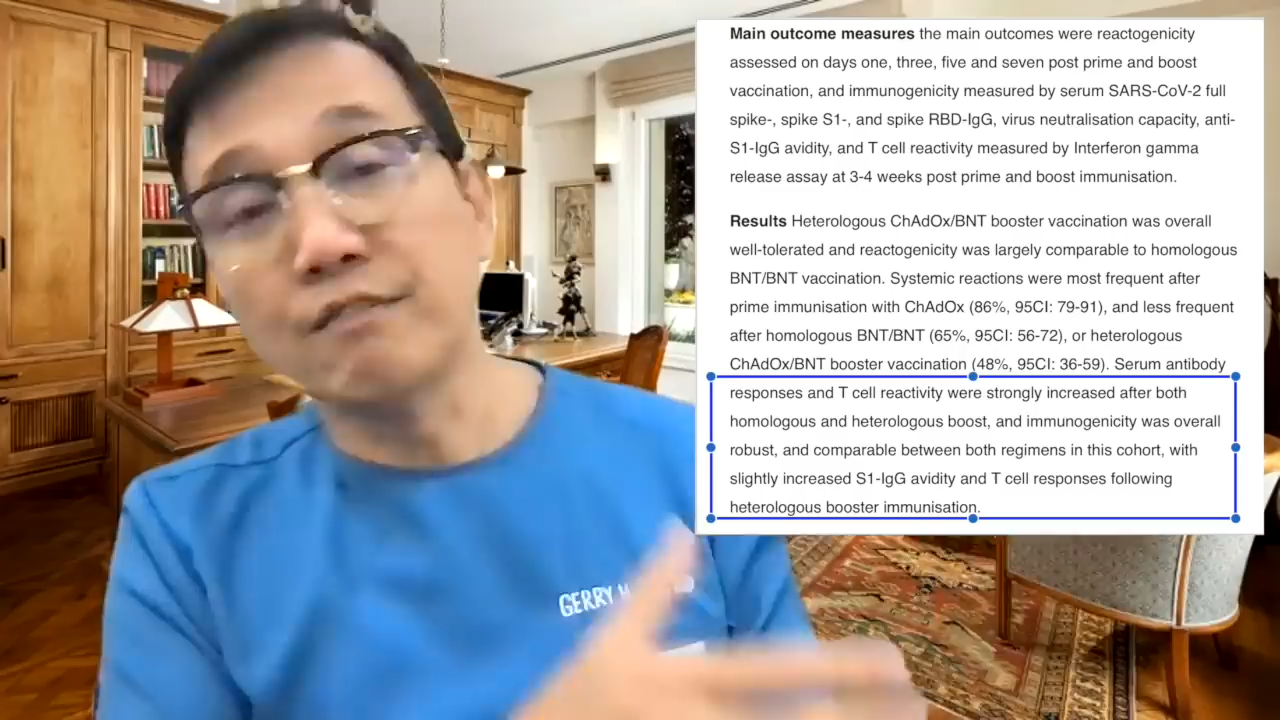 Main outcome measures the main outcomes were reactogenicity
assessed on days one, three, five and seven post prime and boost
vaccination, and immunogenicity measured by serum SARS-CoV-2 full
spike-, spike S1-, and spike RBD-IgG, virus neutralisation capacity, anti-
S1-IgG avidity, and T cell reactivity measured by Interferon gamma
release assay at 3-4 weeks post prime and boost immunisation.
Results Heterologous ChAdOx/BNT booster vaccination was overall
well-tolerated and reactogenicity was largely comparable to homologous
BNT/BNT vaccination. Systemic reactions were most frequent after
prime immunisation with ChAdOx (86%, 95CI: 79-91), and less frequent
after homologous BNT/BNT (65%, 95CI: 56-72), or heterologous
ChAdOx/BNT booster vaccination (48%, 95CI: 36-59). Serum antibody
responses and T cell reactivity were strongly increased after both
homologous and heterologous boost, and immunogenicity was overall
robust, and comparable between both regimens in this cohort, with
slightly increased S1-IgG avidity and T cell responses following
heterologous booster immunisation.
GERRY